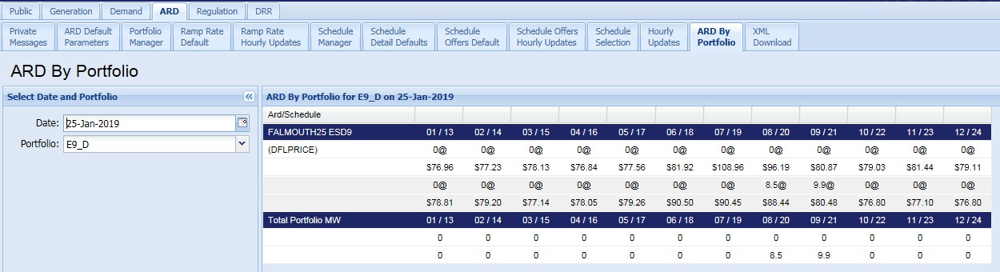 Public Generation Demand ARD Regulation DRR
Private Messages ARD Default Parameters Portfolio Manager Ramp Rate Default Ramp Rate Hourly Updates Schedule Manager Schedule Detail Defaults Schedule Offers Default Schedule Offers Hourly Updates Schedule Selection Hourly Updates ARD By Portfolio XML Download
ARD By Portfolio
Select Date and Portfolio
Date: 25-Jan-2019
Portfolio: E9_D
ARD By Portfolio for E9_D on 25-Jan-2019
Ard/Schedule
FALMOUTH25 ESD9 01 / 13 02 / 14 03 / 15 04 / 16 05 / 17 06 / 18 07 / 19 08 / 20 09 / 21 10 / 22 11 / 23 12 / 24
(DFLPRICE) 0@ 0@ 0@ 0@ 0@ 0@ 0@ 0@ 0@ 0@ 0@ 0@
$76.96 $77.23 $78.13 $76.84 $77.56 $81.92 $108.96 $96.19 $80.87 $79.03 $81.44 $79.11
0@ 0@ 0@ 0@ 0@ 0@ 0@ 8.5@ 9.9@ 0@ 0@ 0@
$78.81 $79.20 $77.14 $78.05 $79.26 $90.50 $90.45 $88.44 $80.48 $76.80 $77.10 $76.80
Total Portfolio MW 01 / 13 02 / 14 03 / 15 04 / 16 05 / 17 06 / 18 07 / 19 08 / 20 09 / 21 10 / 22 11 / 23 12 / 24
0 0 0 0 0 0 0 0 0 0 0 0
0 0 0 0 0 0 0 8.5 9.9 0 0 0